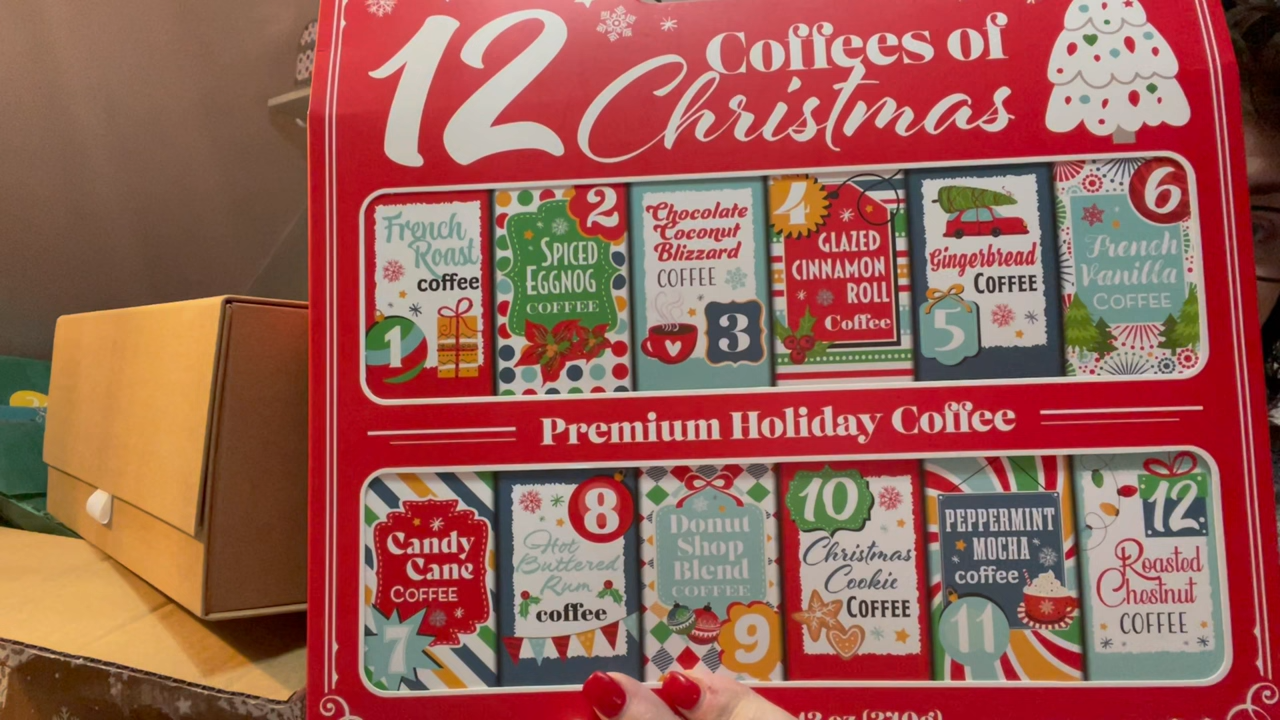 12 Coffees of
Christmas
French
Roast
coffee
1
2
SPICED
EGGNOG
COFFEE
Chocolate
Coconut
Blizzard
COFFEE
3
4
GLAZED
CINNAMON
ROLL
Coffee
Gingerbread
COFFEE
5
6
French
Vanilla
COFFEE
Premium Holiday Coffee
Candy
Cane
COFFEE
7
8
Hot
Buttered
Rum
coffee
Donut
Shop
Blend
COFFEE
9
10
Christmas
Cookie
COFFEE
PEPPERMINT
MOCHA
coffee
11
12
Roasted
Chestnut
COFFEE